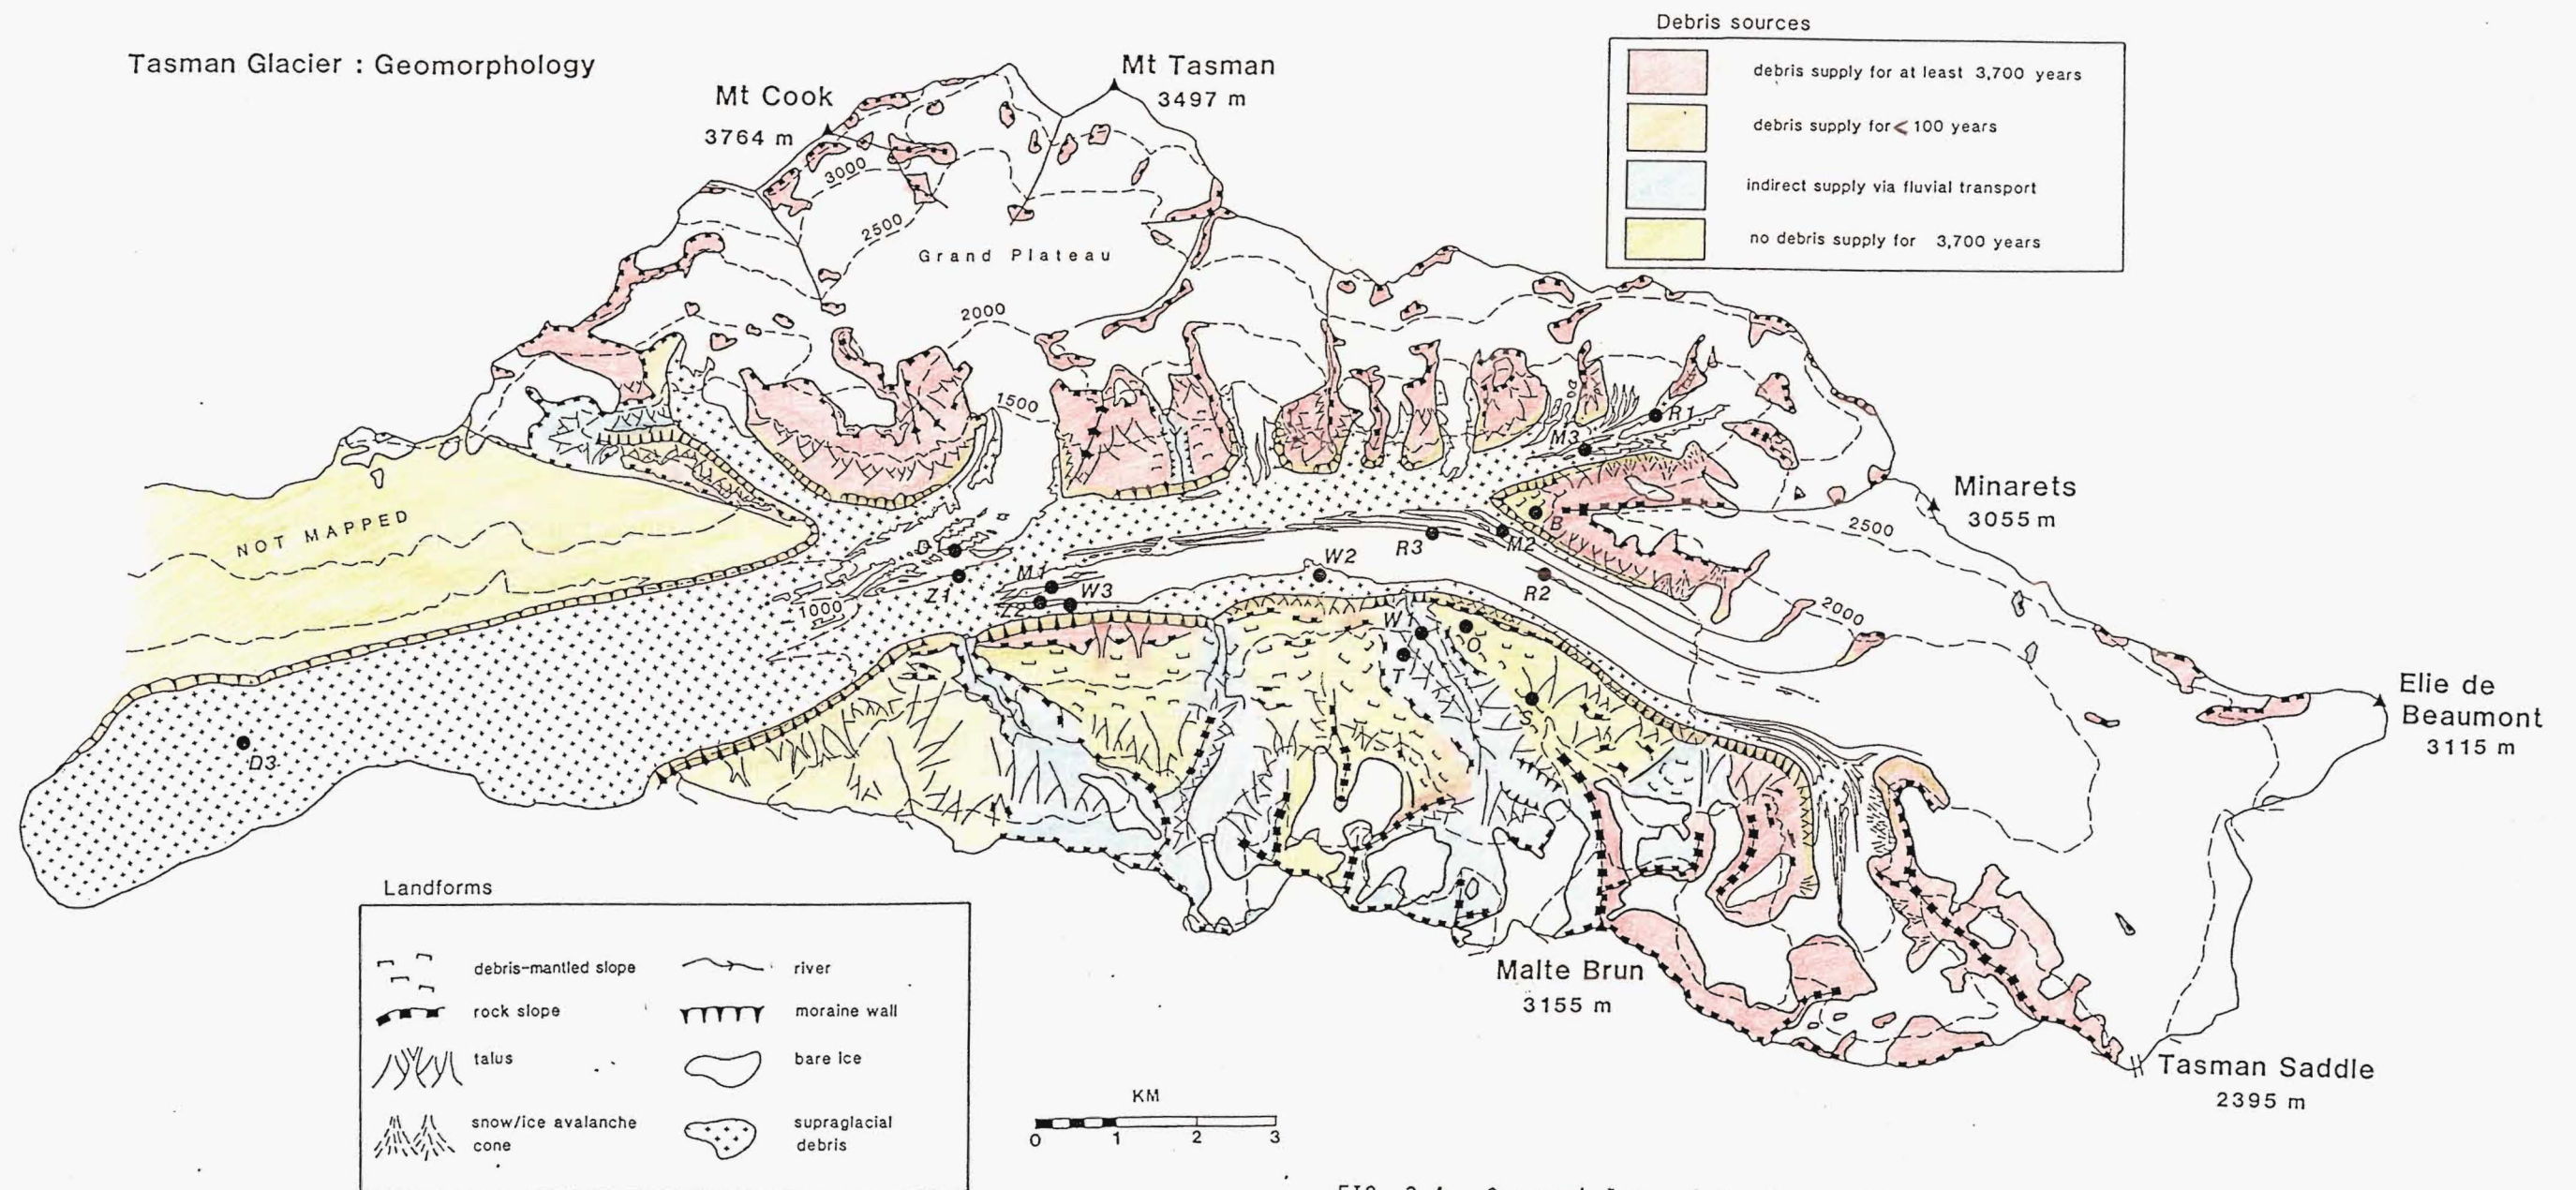 Debris sources
Tasman Glacier : Geomorphology
Mt Tasman
3497 m
Mt Cook
3764 m
debris supply for at least 3,700 years
debris supply for < 100 years
indirect supply via fluvial transport
no debris supply for 3,700 years
3000
2500
Grand Plateau
2000
1500
R1
M3
Minarets
3055 m
2500
NOT MAPPED
B
R3
M2
W2
M1
Z1
W3
Z2
R2
1000
2000
W1
O
T
S
Elie de
Beaumont
3115 m
D3
Landforms
debris-mantled slope
river
rock slope
moraine wall
talus
bare ice
snow/ice avalanche
cone
supraglacial
debris
Malte Brun
3155 m
Tasman Saddle
2395 m
KM
0 1 2 3